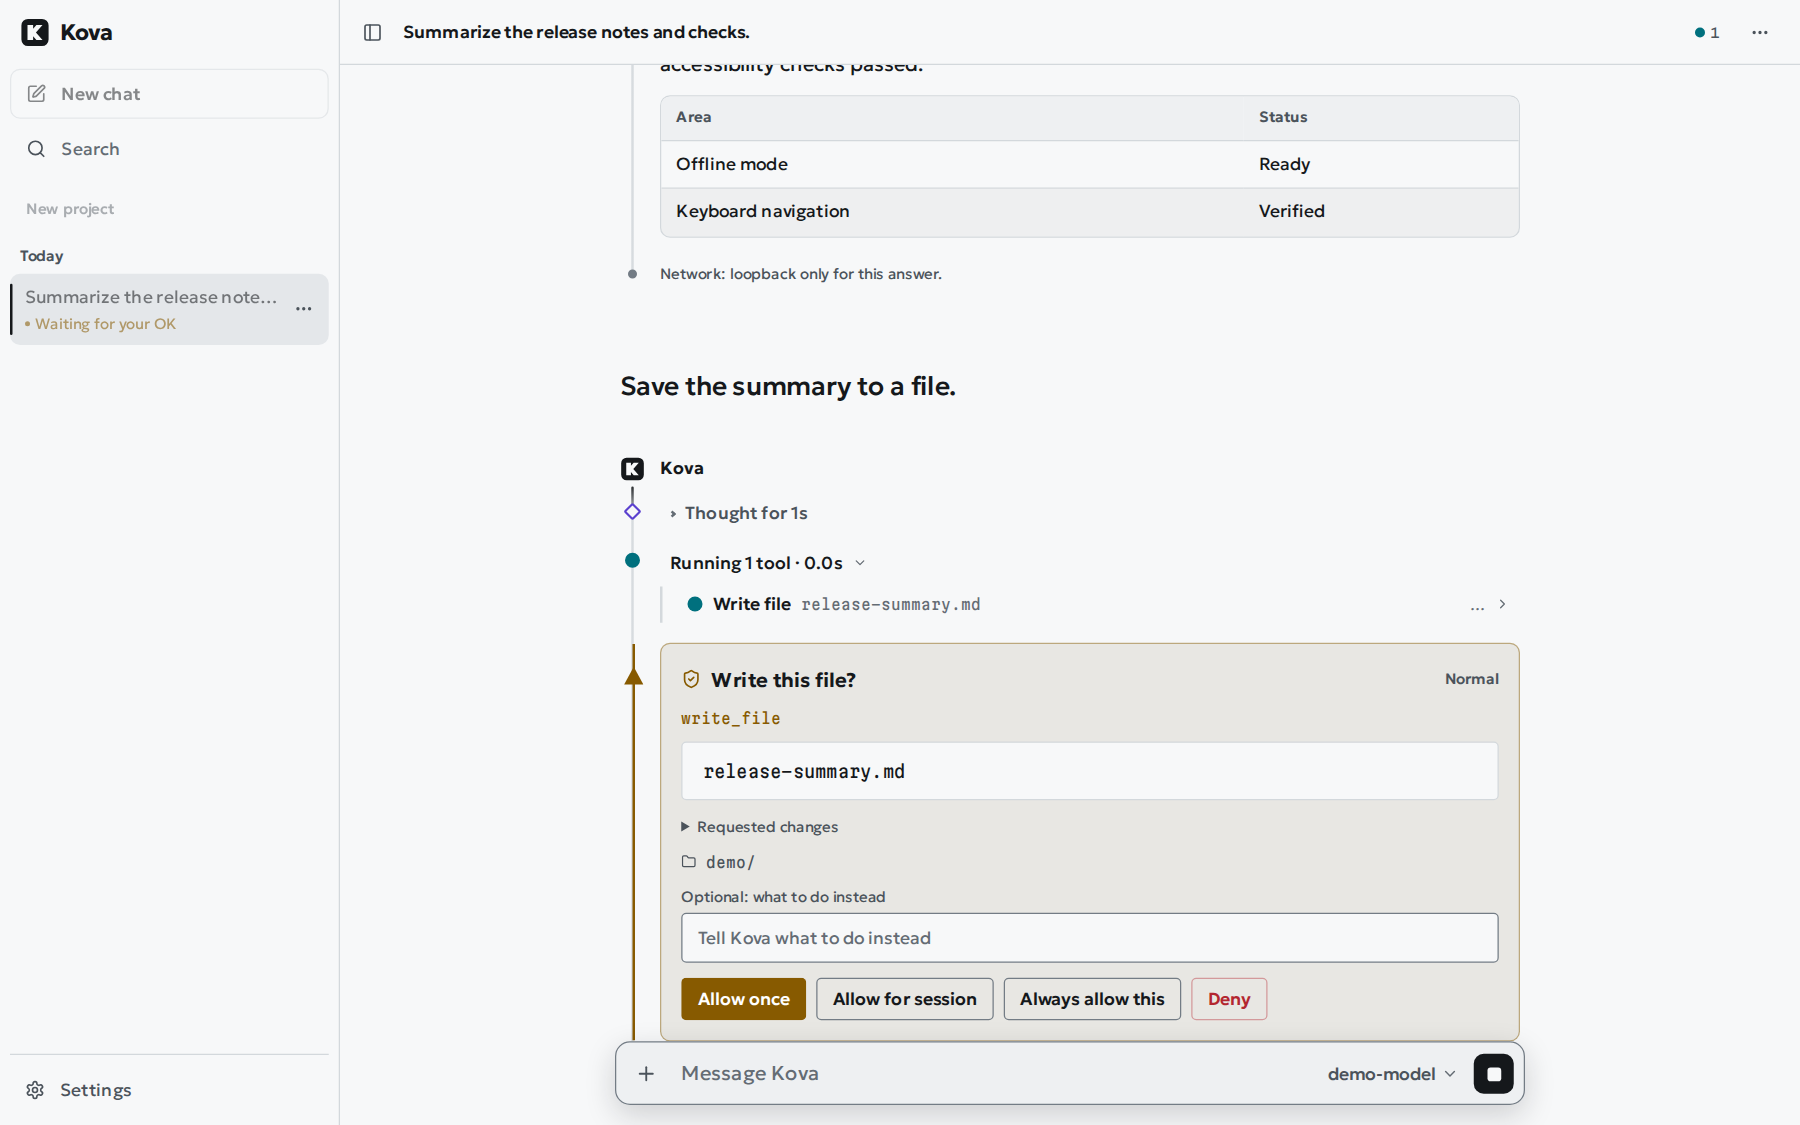 Kova
New chat
Search
New project
Today
Summarize the release note...
• Waiting for your OK
Settings
Summarize the release notes and checks.
1
accessibility checks passed.
Area Status
Offline mode Ready
Keyboard navigation Verified
Network: loopback only for this answer.
Save the summary to a file.
Kova
Thought for 1s
Running 1 tool · 0.0s
Write file release-summary.md ...
Write this file? Normal
write_file
release-summary.md
Requested changes
demo/
Optional: what to do instead
Tell Kova what to do instead
Allow once Allow for session Always allow this Deny
Message Kova demo-model